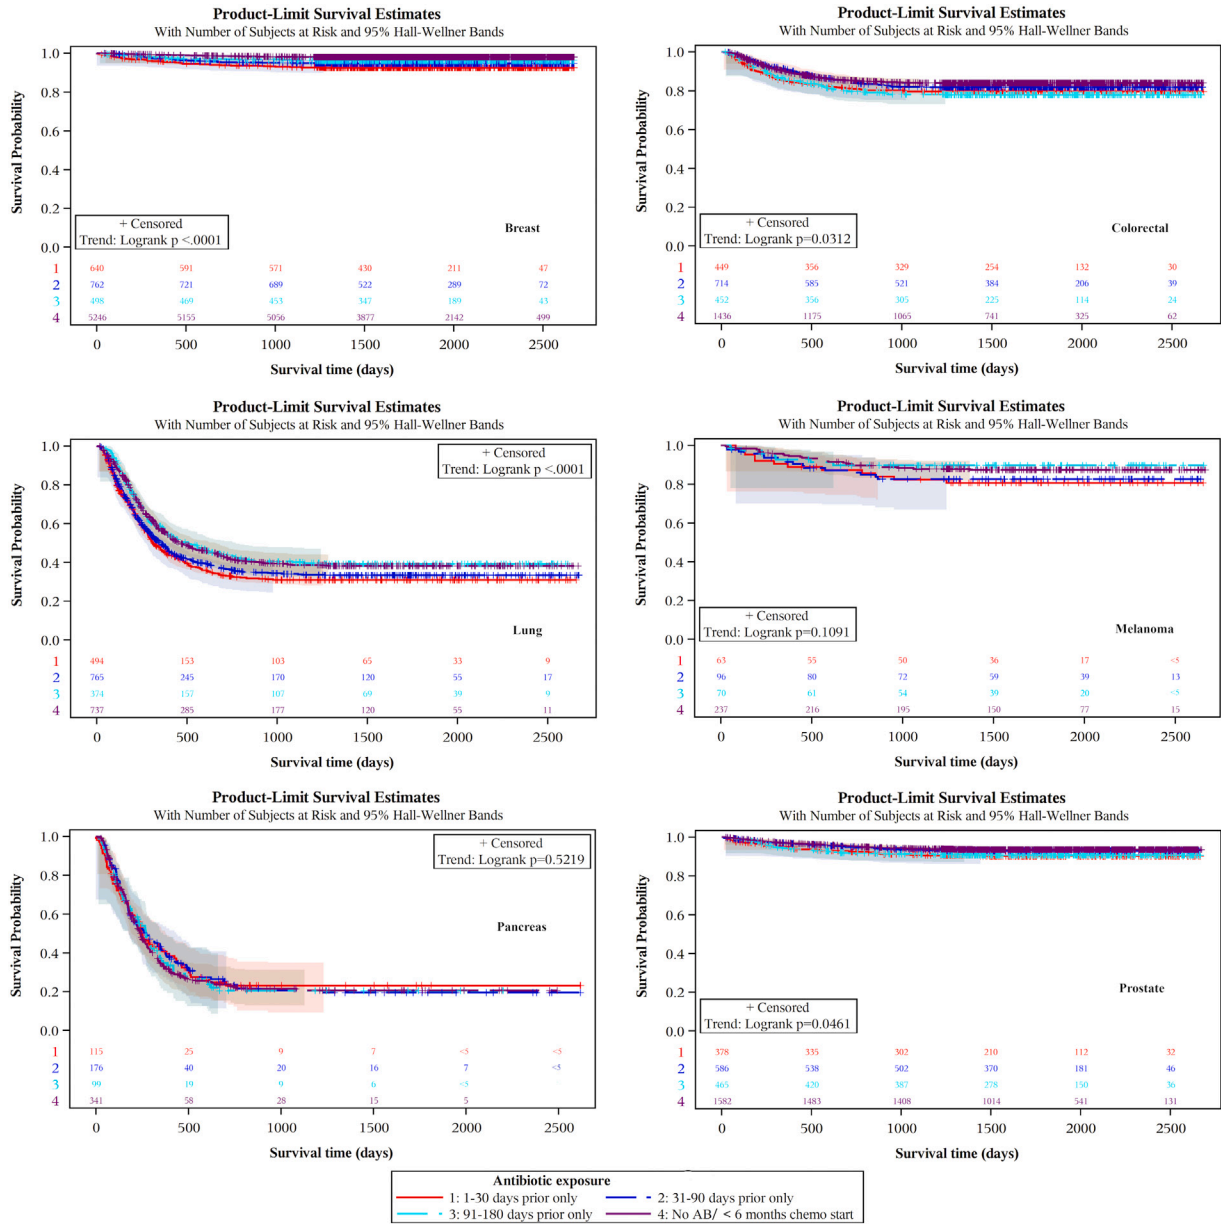 Product-Limit Survival Estimates
With Number of Subjects at Risk and 95% Hall-Wellner Bands
Survival Probability
1.0
0.8
0.6
0.4
0.2
0.0
+ Censored
Trend: Logrank p <.0001
Breast
1 640 591 571 430 211 47
2 762 721 689 522 289 72
3 498 469 453 347 189 43
4 5246 5155 5056 3877 2142 499
0 500 1000 1500 2000 2500
Survival time (days)
Product-Limit Survival Estimates
With Number of Subjects at Risk and 95% Hall-Wellner Bands
Survival Probability
1.0
0.8
0.6
0.4
0.2
0.0
+ Censored
Trend: Logrank p=0.0312
Colorectal
1 449 356 329 254 132 30
2 714 585 521 384 206 39
3 452 356 305 225 114 24
4 1436 1175 1065 741 325 62
0 500 1000 1500 2000 2500
Survival time (days)
Product-Limit Survival Estimates
With Number of Subjects at Risk and 95% Hall-Wellner Bands
Survival Probability
1.0
0.8
0.6
0.4
0.2
0.0
+ Censored
Trend: Logrank p <.0001
Lung
1 494 153 103 65 33 9
2 765 245 170 120 55 17
3 374 157 107 69 39 9
4 737 285 177 120 55 11
0 500 1000 1500 2000 2500
Survival time (days)
Product-Limit Survival Estimates
With Number of Subjects at Risk and 95% Hall-Wellner Bands
Survival Probability
1.0
0.8
0.6
0.4
0.2
0.0
+ Censored
Trend: Logrank p=0.1091
Melanoma
1 63 55 50 36 17 <5
2 96 80 72 59 39 13
3 70 61 54 39 20 <5
4 237 216 195 150 77 15
0 500 1000 1500 2000 2500
Survival time (days)
Product-Limit Survival Estimates
With Number of Subjects at Risk and 95% Hall-Wellner Bands
Survival Probability
1.0
0.8
0.6
0.4
0.2
0.0
+ Censored
Trend: Logrank p=0.5219
Pancreas
1 115 25 9 7 <5 <5
2 176 40 20 16 7 <5
3 99 19 9 6 <5
4 341 58 28 15 5
0 500 1000 1500 2000 2500
Survival time (days)
Product-Limit Survival Estimates
With Number of Subjects at Risk and 95% Hall-Wellner Bands
Survival Probability
1.0
0.8
0.6
0.4
0.2
0.0
+ Censored
Trend: Logrank p=0.0461
Prostate
1 378 335 302 210 112 32
2 586 538 502 370 181 46
3 465 420 387 278 150 36
4 1582 1483 1408 1014 541 131
0 500 1000 1500 2000 2500
Survival time (days)
Antibiotic exposure
1: 1-30 days prior only 2: 31-90 days prior only
3: 91-180 days prior only 4: No AB/ < 6 months chemo start